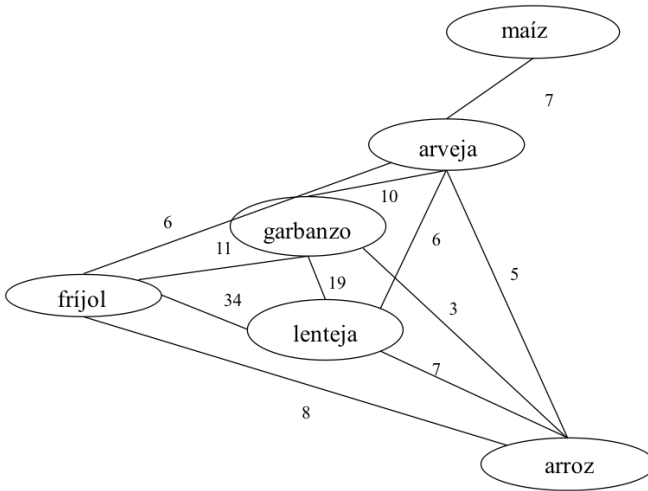 maíz
7
arveja
10
6
garbanzo
6
11
5
19
fríjol
34
3
lenteja
7
8
arroz